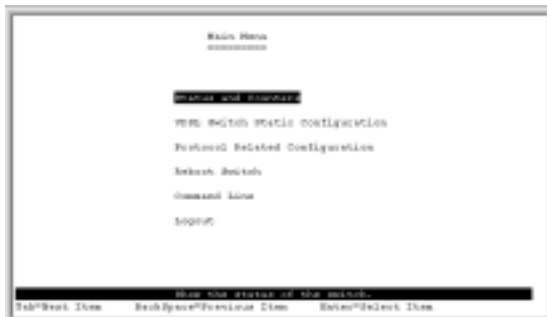 Main Menu
Status and Counters
VDSL Switch Static Configuration
Protocol Related Configuration
Reboot Switch
Command Line
Logout
Show the status of the switch.
Tab=Next Item BackSpace=Previous Item Enter=Select Item